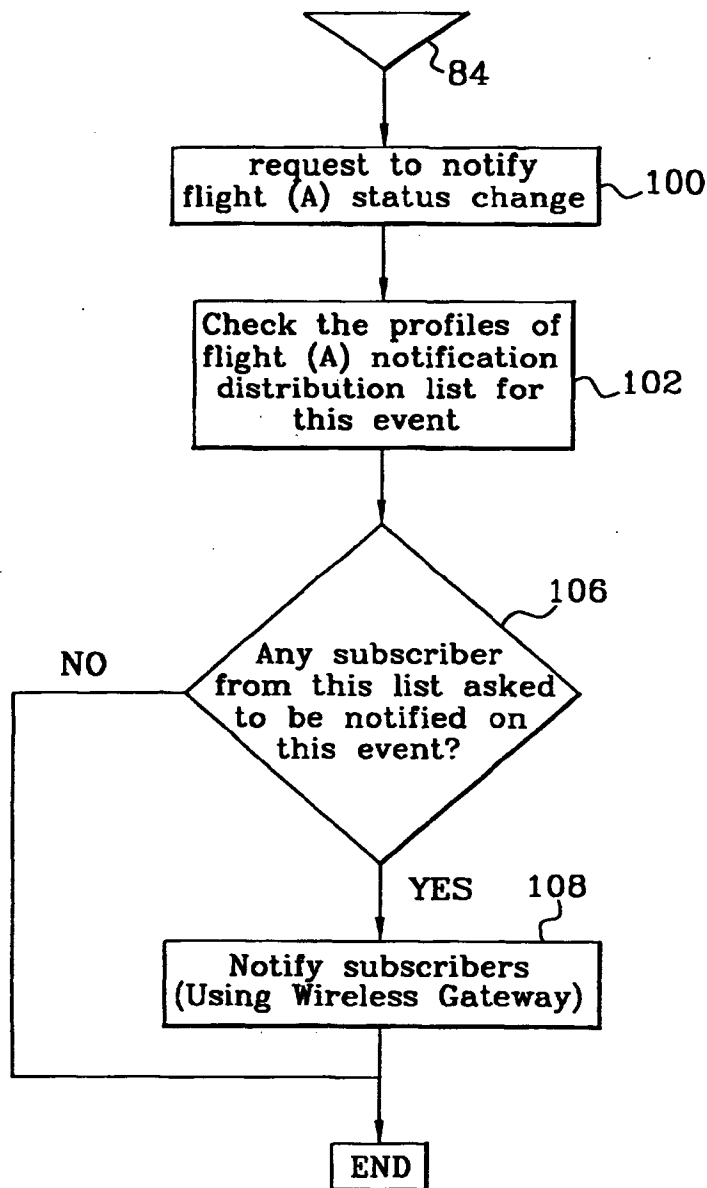 84
request to notify
flight (A) status change
100
Check the profiles of
flight (A) notification
distribution list for
this event
102
106
Any subscriber
from this list asked
to be notified on
this event?
NO
YES
108
Notify subscribers
(Using Wireless Gateway)
END